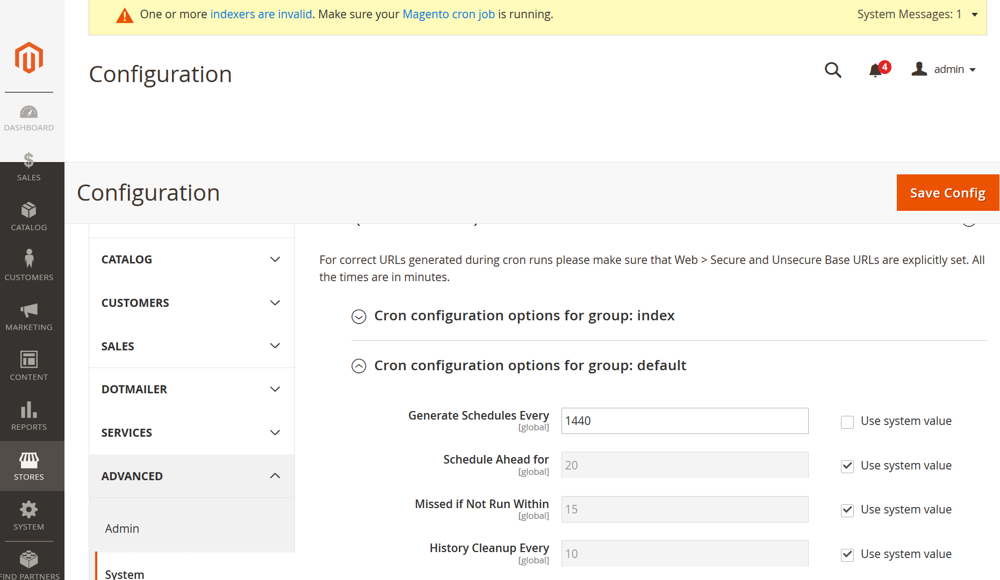 One or more indexers are invalid. Make sure your Magento cron job is running.
System Messages: 1
Configuration
4
admin
DASHBOARD
SALES
CATALOG
CUSTOMERS
MARKETING
CONTENT
REPORTS
STORES
SYSTEM
FIND PARTNERS
Configuration
Save Config
CATALOG
CUSTOMERS
SALES
DOTMAILER
SERVICES
ADVANCED
Admin
System
For correct URLs generated during cron runs please make sure that Web > Secure and Unsecure Base URLs are explicitly set. All
the times are in minutes.
Cron configuration options for group: index
Cron configuration options for group: default
Generate Schedules Every
[global]
1440
Use system value
Schedule Ahead for
[global]
20
Use system value
Missed if Not Run Within
[global]
15
Use system value
History Cleanup Every
[global]
10
Use system value